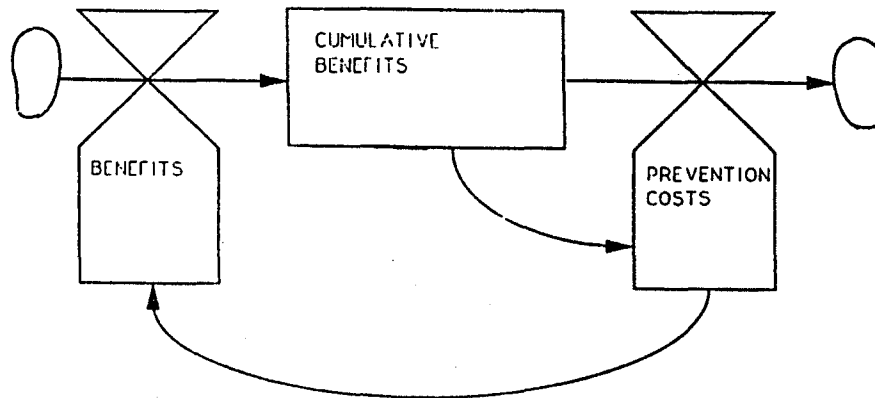 CUMULATIVE
BENEFITS
BENEFITS
PREVENTION
COSTS